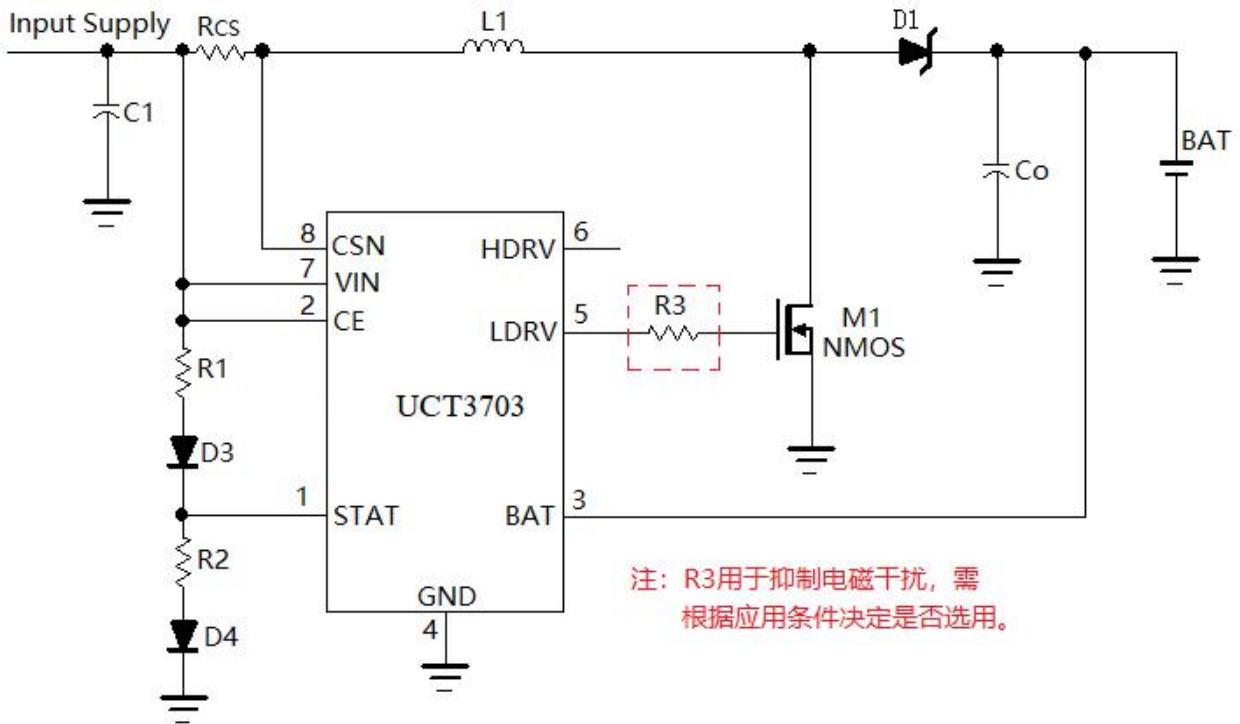 Input Supply
RCS
L1
D1
C1
Co
BAT
8
CSN
HDRV
6
7
VIN
2
CE
R3
LDRV
5
M1
NMOS
R1
UCT3703
D3
1
STAT
BAT
3
R2
注：R3用于抑制电磁干扰，需
根据应用条件决定是否选用。
GND
4
D4